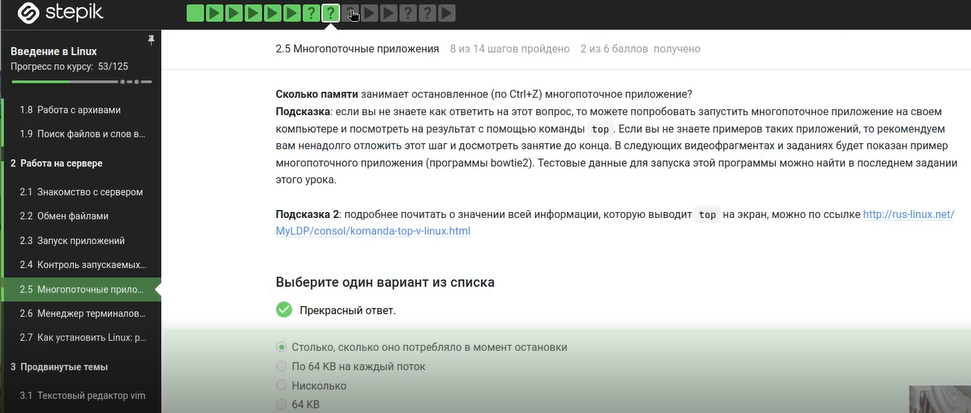 stepik
? ? ? ?
Введение в Linux
Прогресс по курсу: 53/125
1.8 Работа с архивами
1.9 Поиск файлов и слов в...
2 Работа на сервере
2.1 Знакомство с сервером
2.2 Обмен файлами
2.3 Запуск приложений
2.4 Контроль запускаемых...
2.5 Многопоточные прило...
2.6 Менеджер терминалов...
2.7 Как установить Linux: р...
3 Продвинутые темы
3.1 Текстовый редактор vim
2.5 Многопоточные приложения 8 из 14 шагов пройдено 2 из 6 баллов получено
Сколько памяти занимает остановленное (по Ctrl+Z) многопоточное приложение?
Подсказка: если вы не знаете как ответить на этот вопрос, то можете попробовать запустить многопоточное приложение на своем
компьютере и посмотреть на результат с помощью команды top . Если вы не знаете примеров таких приложений, то рекомендуем
вам ненадолго отложить этот шаг и досмотреть занятие до конца. В следующих видеофрагментах и заданиях будет показан пример
многопоточного приложения (программы bowtie2). Тестовые данные для запуска этой программы можно найти в последнем задании
этого урока.
Подсказка 2: подробнее почитать о значении всей информации, которую выводит top на экран, можно по ссылке http://rus-linux.net/
MyLDP/consol/komanda-top-v-linux.html
Выберите один вариант из списка
Прекрасный ответ.
Столько, сколько оно потребляло в момент остановки
По 64 KB на каждый поток
Нисколько
64 KB